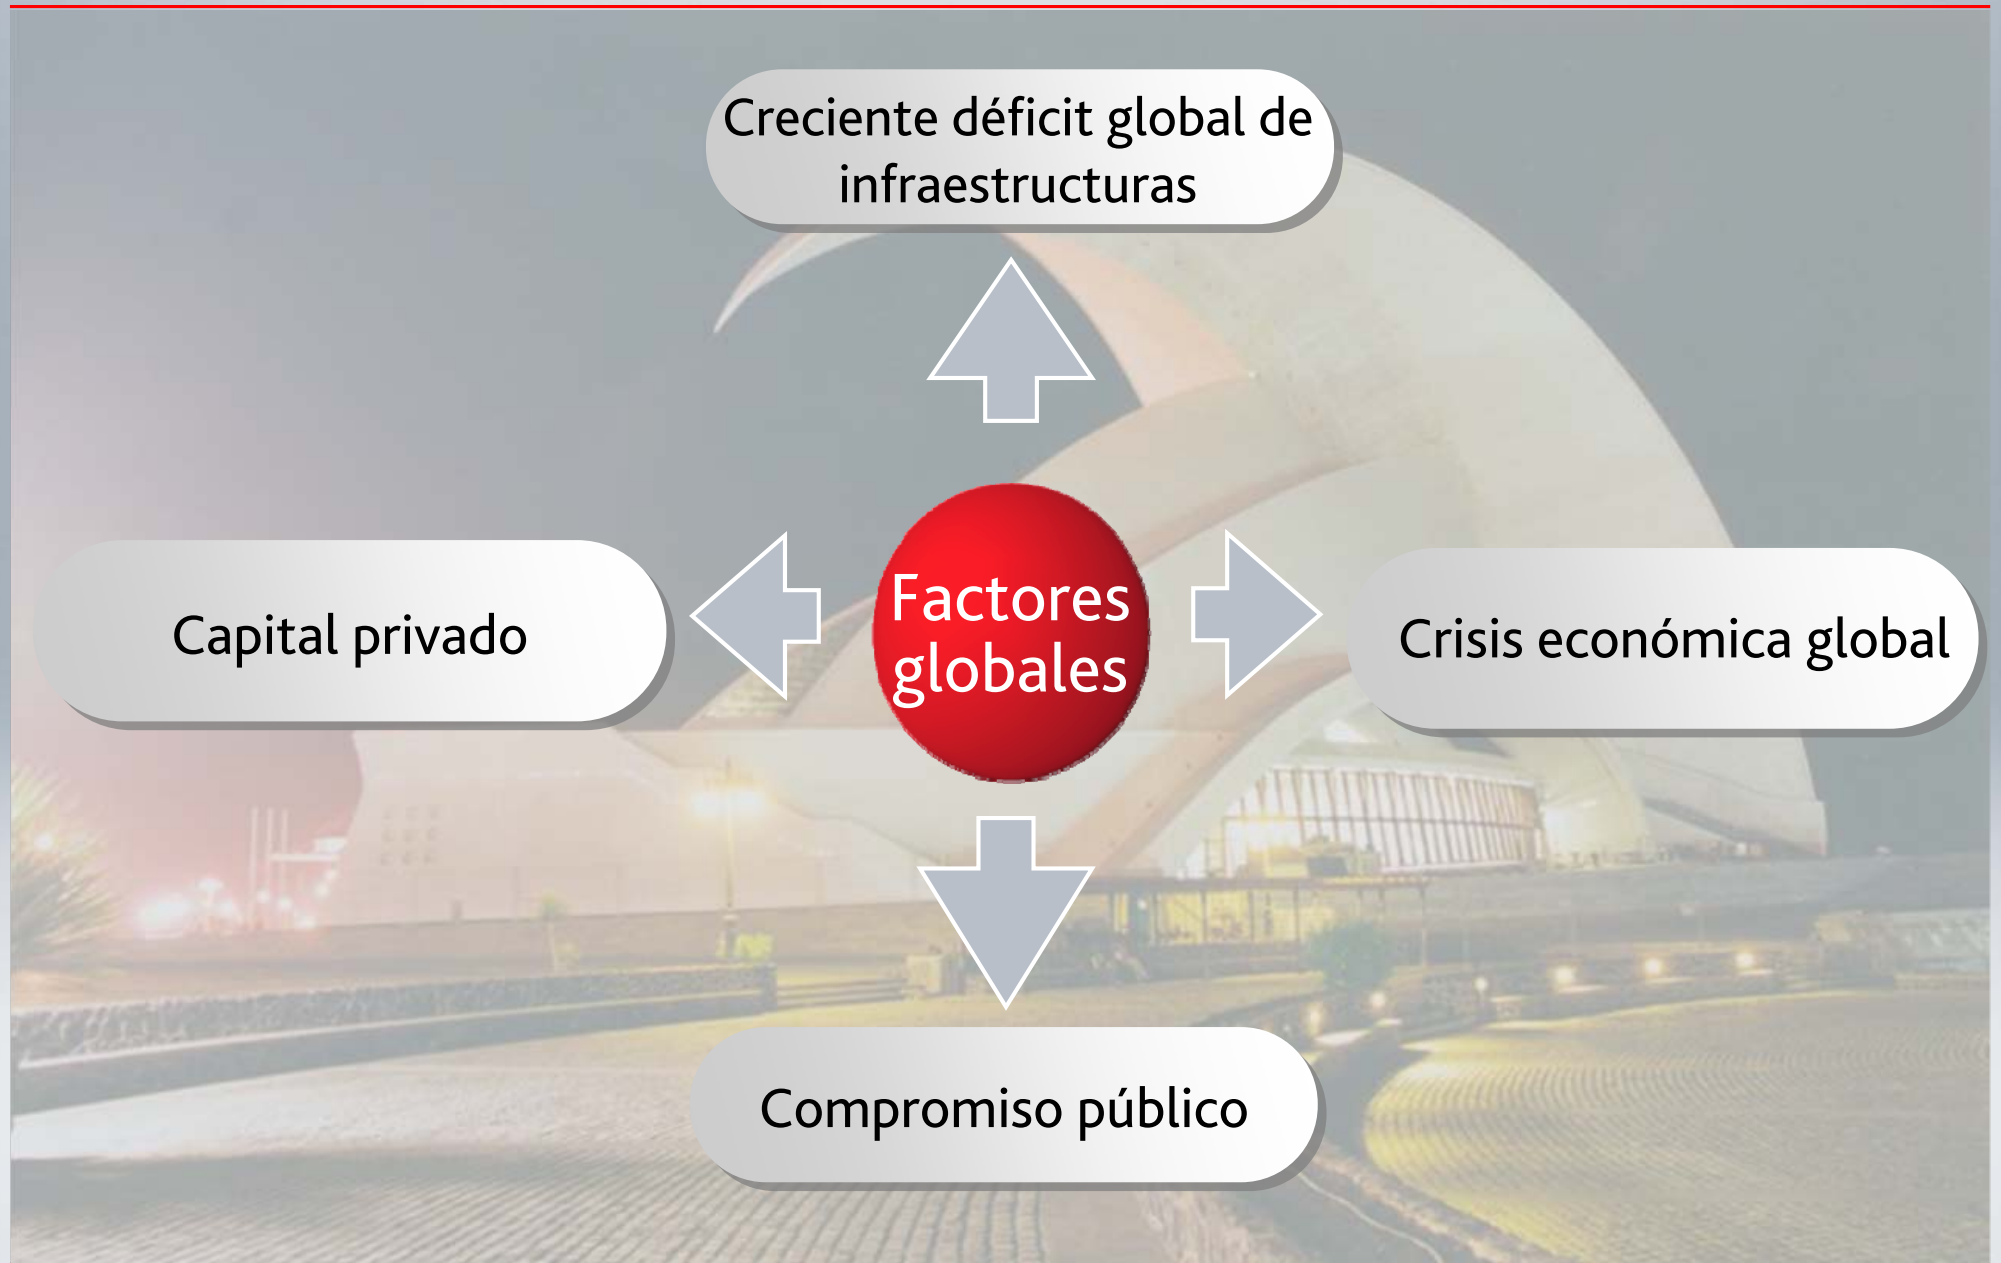 Creciente déficit global de
infraestructuras
Capital privado
Factores
globales
Crisis económica global
Compromiso público